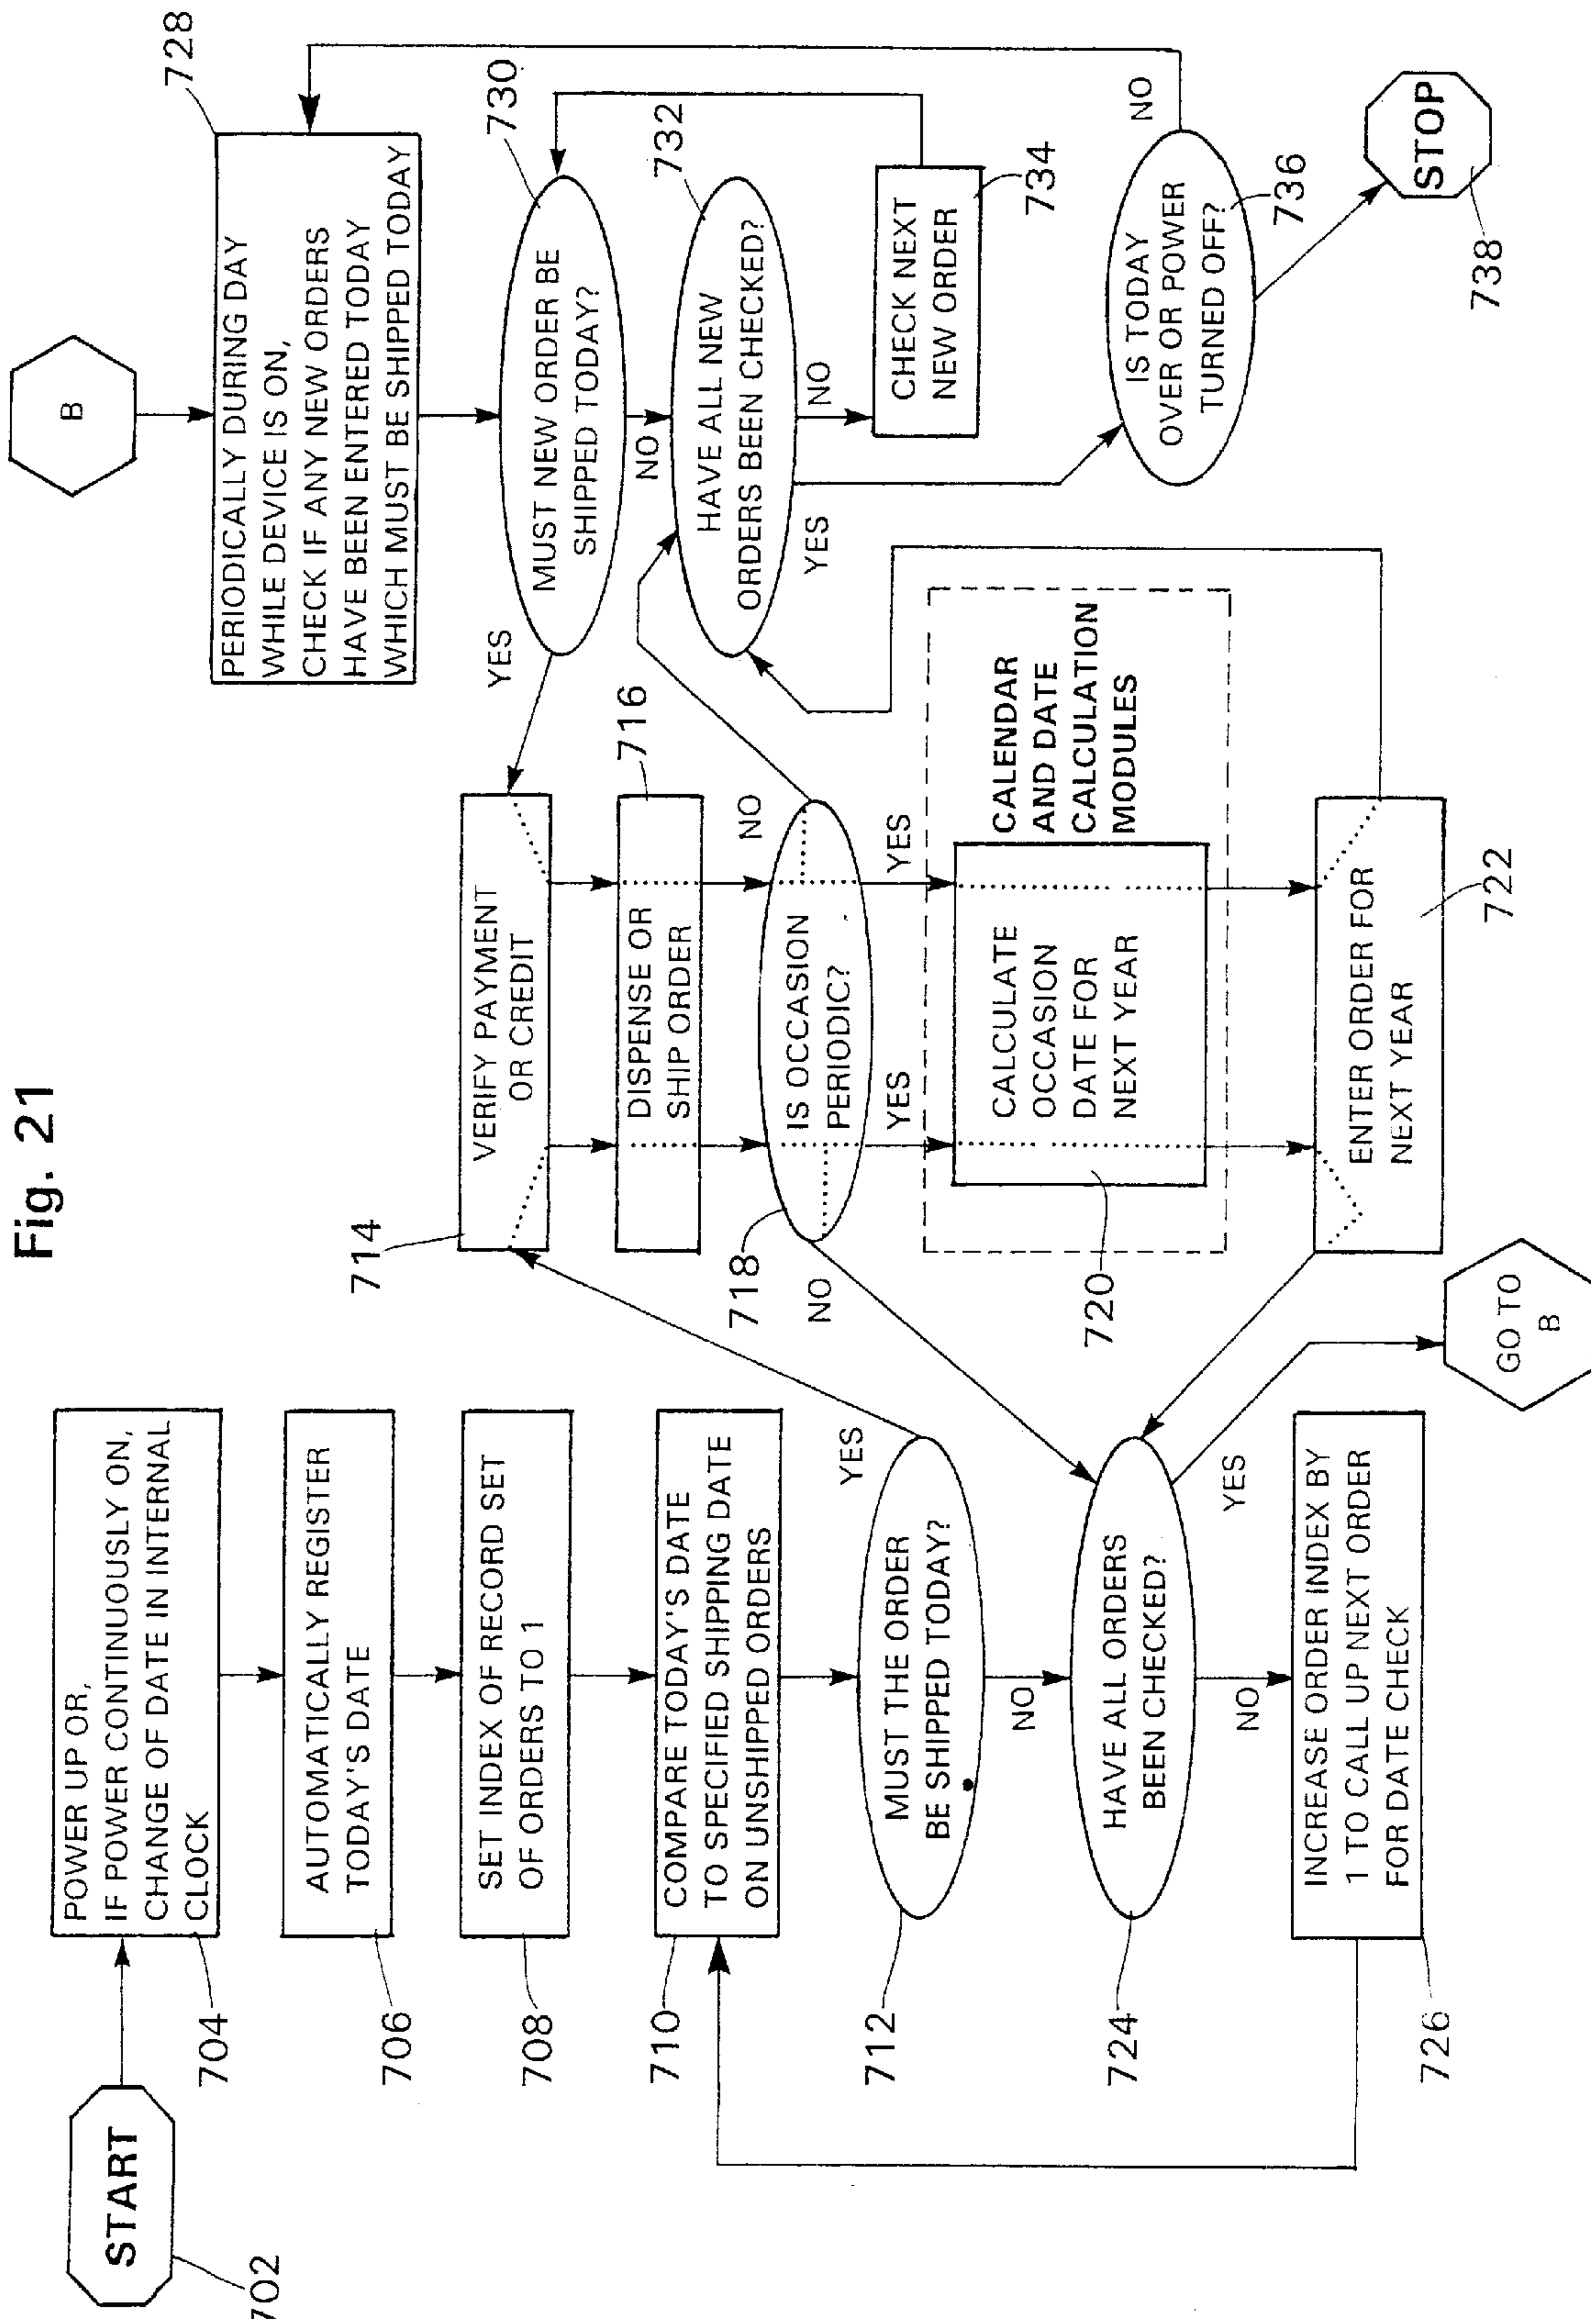 Fig. 21
START
702
POWER UP OR,
IF POWER CONTINUOUSLY ON,
CHANGE OF DATE IN INTERNAL
CLOCK
704
AUTOMATICALLY REGISTER
TODAY'S DATE
706
SET INDEX OF RECORD SET
OF ORDERS TO 1
708
COMPARE TODAY'S DATE
TO SPECIFIED SHIPPING DATE
ON UNSHIPPED ORDERS
710
MUST THE ORDER
BE SHIPPED TODAY?
712
YES
NO
HAVE ALL ORDERS
BEEN CHECKED?
724
YES
NO
INCREASE ORDER INDEX BY
1 TO CALL UP NEXT ORDER
FOR DATE CHECK
726
GO TO
B
714
VERIFY PAYMENT
OR CREDIT
716
DISPENSE OR
SHIP ORDER
718
IS OCCASION
PERIODIC?
NO
NO
YES
YES
CALCULATE
OCCASION
DATE FOR
NEXT YEAR
720
CALENDAR
AND DATE
CALCULATION
MODULES
ENTER ORDER FOR
NEXT YEAR
722
B
728
PERIODICALLY DURING DAY
WHILE DEVICE IS ON,
CHECK IF ANY NEW ORDERS
HAVE BEEN ENTERED TODAY
WHICH MUST BE SHIPPED TODAY
730
MUST NEW ORDER BE
SHIPPED TODAY?
YES
NO
732
HAVE ALL NEW
ORDERS BEEN CHECKED?
NO
YES
CHECK NEXT
NEW ORDER
734
IS TODAY
OVER OR POWER
TURNED OFF?
736
NO
STOP
738